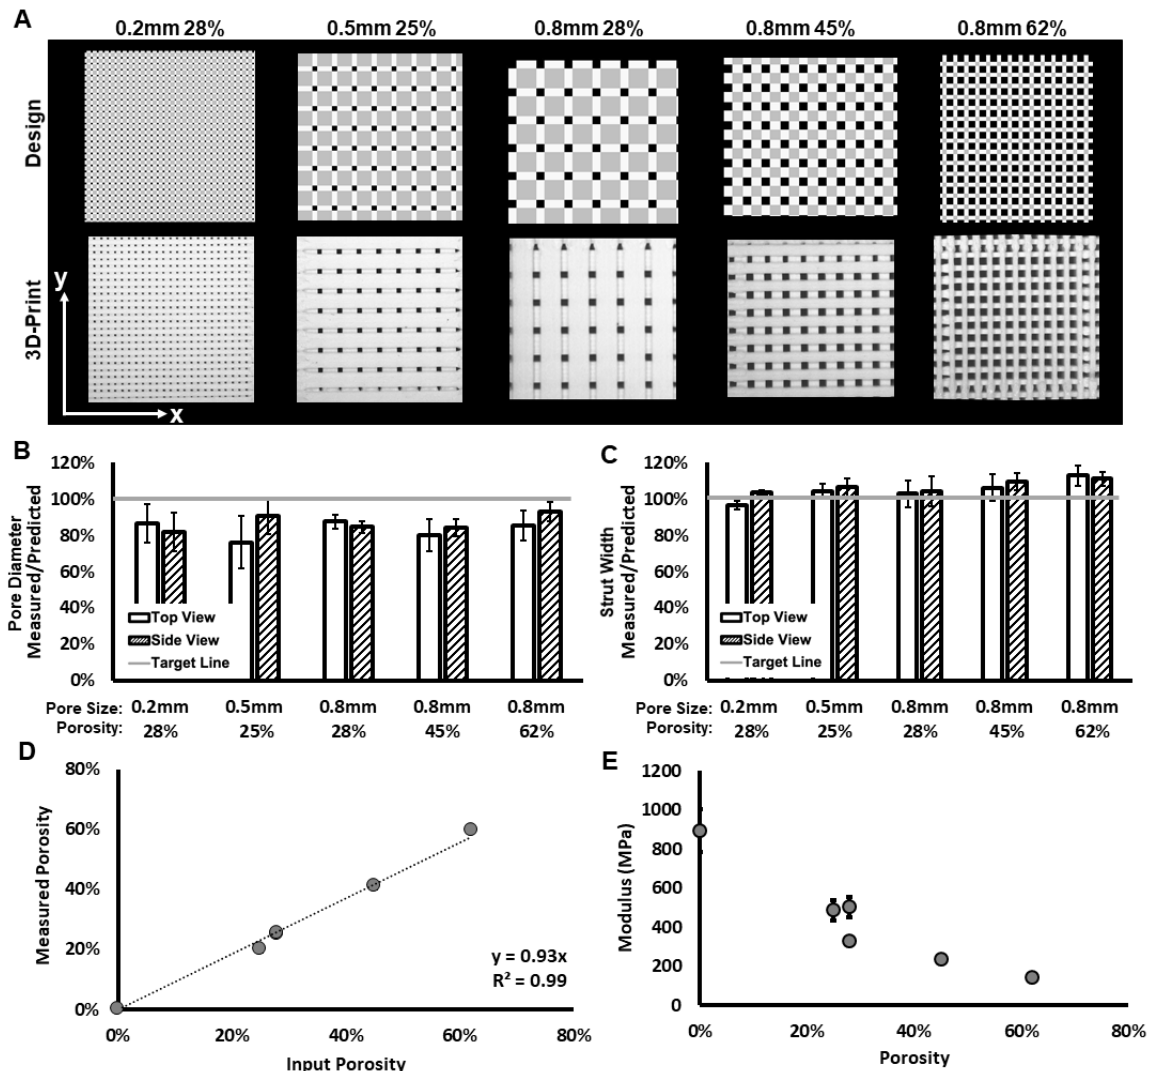 A
0.2mm 28% 0.5mm 25% 0.8mm 28% 0.8mm 45% 0.8mm 62%
Design
3D-Print
y
x
B
Pore Diameter
Measured/Predicted
120%
100%
80%
60%
40%
20%
0%
Top View
Side View
Target Line
Pore Size: 0.2mm 0.5mm 0.8mm 0.8mm 0.8mm
Porosity: 28% 25% 28% 45% 62%
C
Strut Width
Measured/Predicted
120%
100%
80%
60%
40%
20%
0%
Top View
Side View
Target Line
Pore Size: 0.2mm 0.5mm 0.8mm 0.8mm 0.8mm
Porosity: 28% 25% 28% 45% 62%
D
Measured Porosity
80%
60%
40%
20%
0%
y = 0.93x
R² = 0.99
0% 20% 40% 60% 80%
Input Porosity
E
Modulus (MPa)
1200
1000
800
600
400
200
0
0% 20% 40% 60% 80%
Porosity